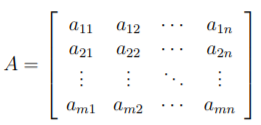 A = [ a11 a12 ⋯ a1n
a21 a22 ⋯ a2n
⋮ ⋮ ⋱ ⋮
am1 am2 ⋯ amn ]